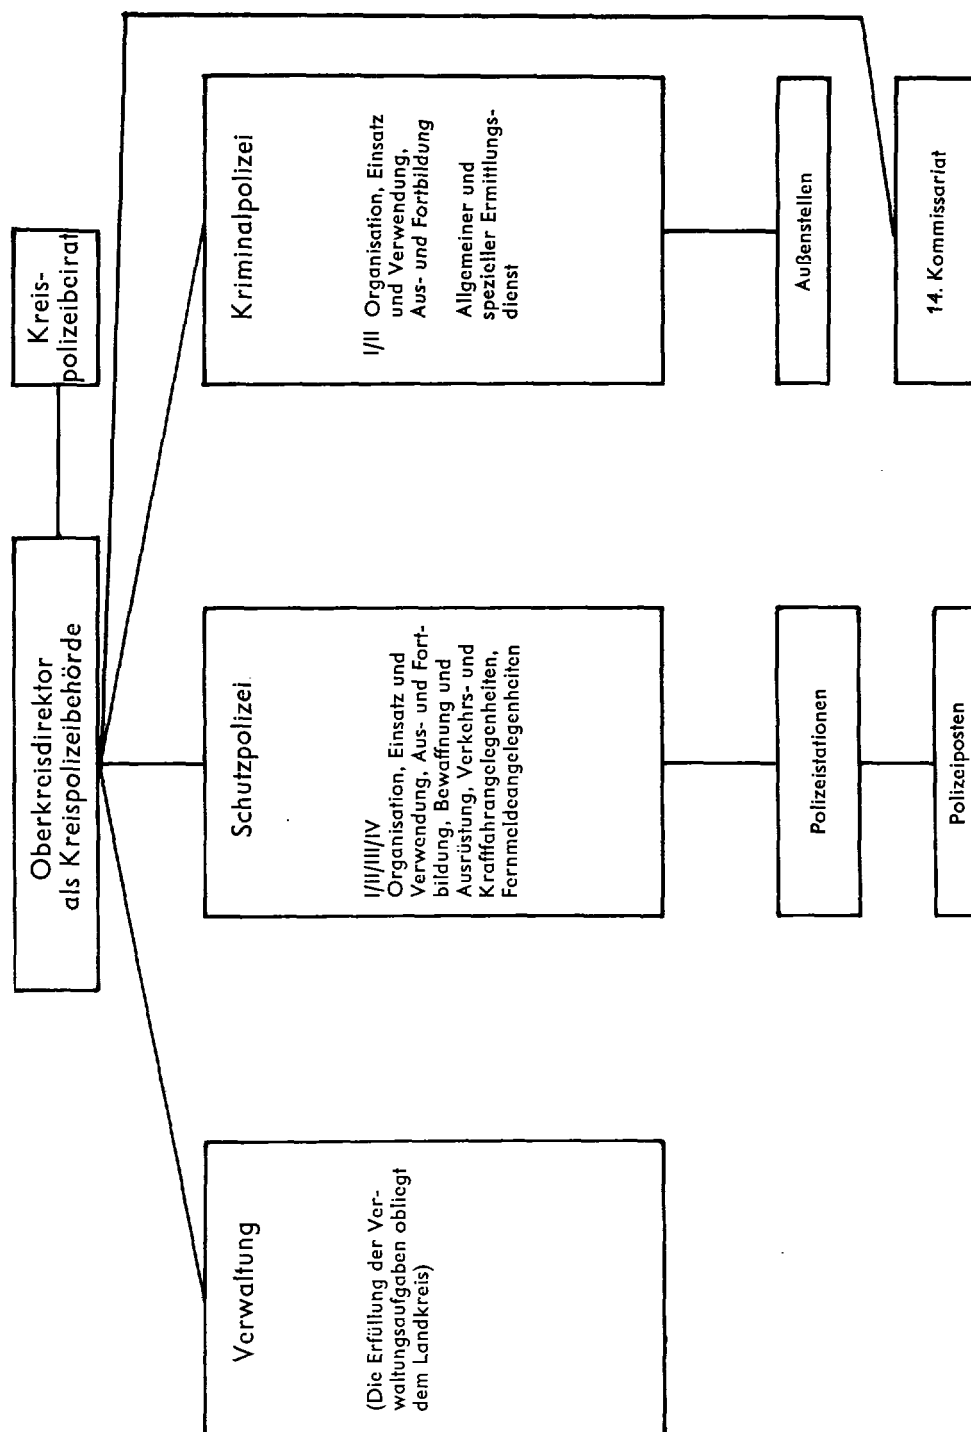 Oberkreisdirektor
als Kreispolizeibehörde
Kreis-
polizeibeirat
Verwaltung
(Die Erfüllung der Ver-
waltungsaufgaben obliegt
dem Landkreis)
Schutzpolizei
I/II/III/IV
Organisation, Einsatz und
Verwendung, Aus- und Fort-
bildung, Bewaffnung und
Ausrüstung, Verkehrs- und
Kraftfahrangelegenheiten,
Fernmeldeangelegenheiten
Kriminalpolizei
I/II Organisation, Einsatz
und Verwendung,
Aus- und Fortbildung
Allgemeiner und
spezieller Ermittlungs-
dienst
Polizeistationen
Polizeiposten
Außenstellen
14. Kommissariat